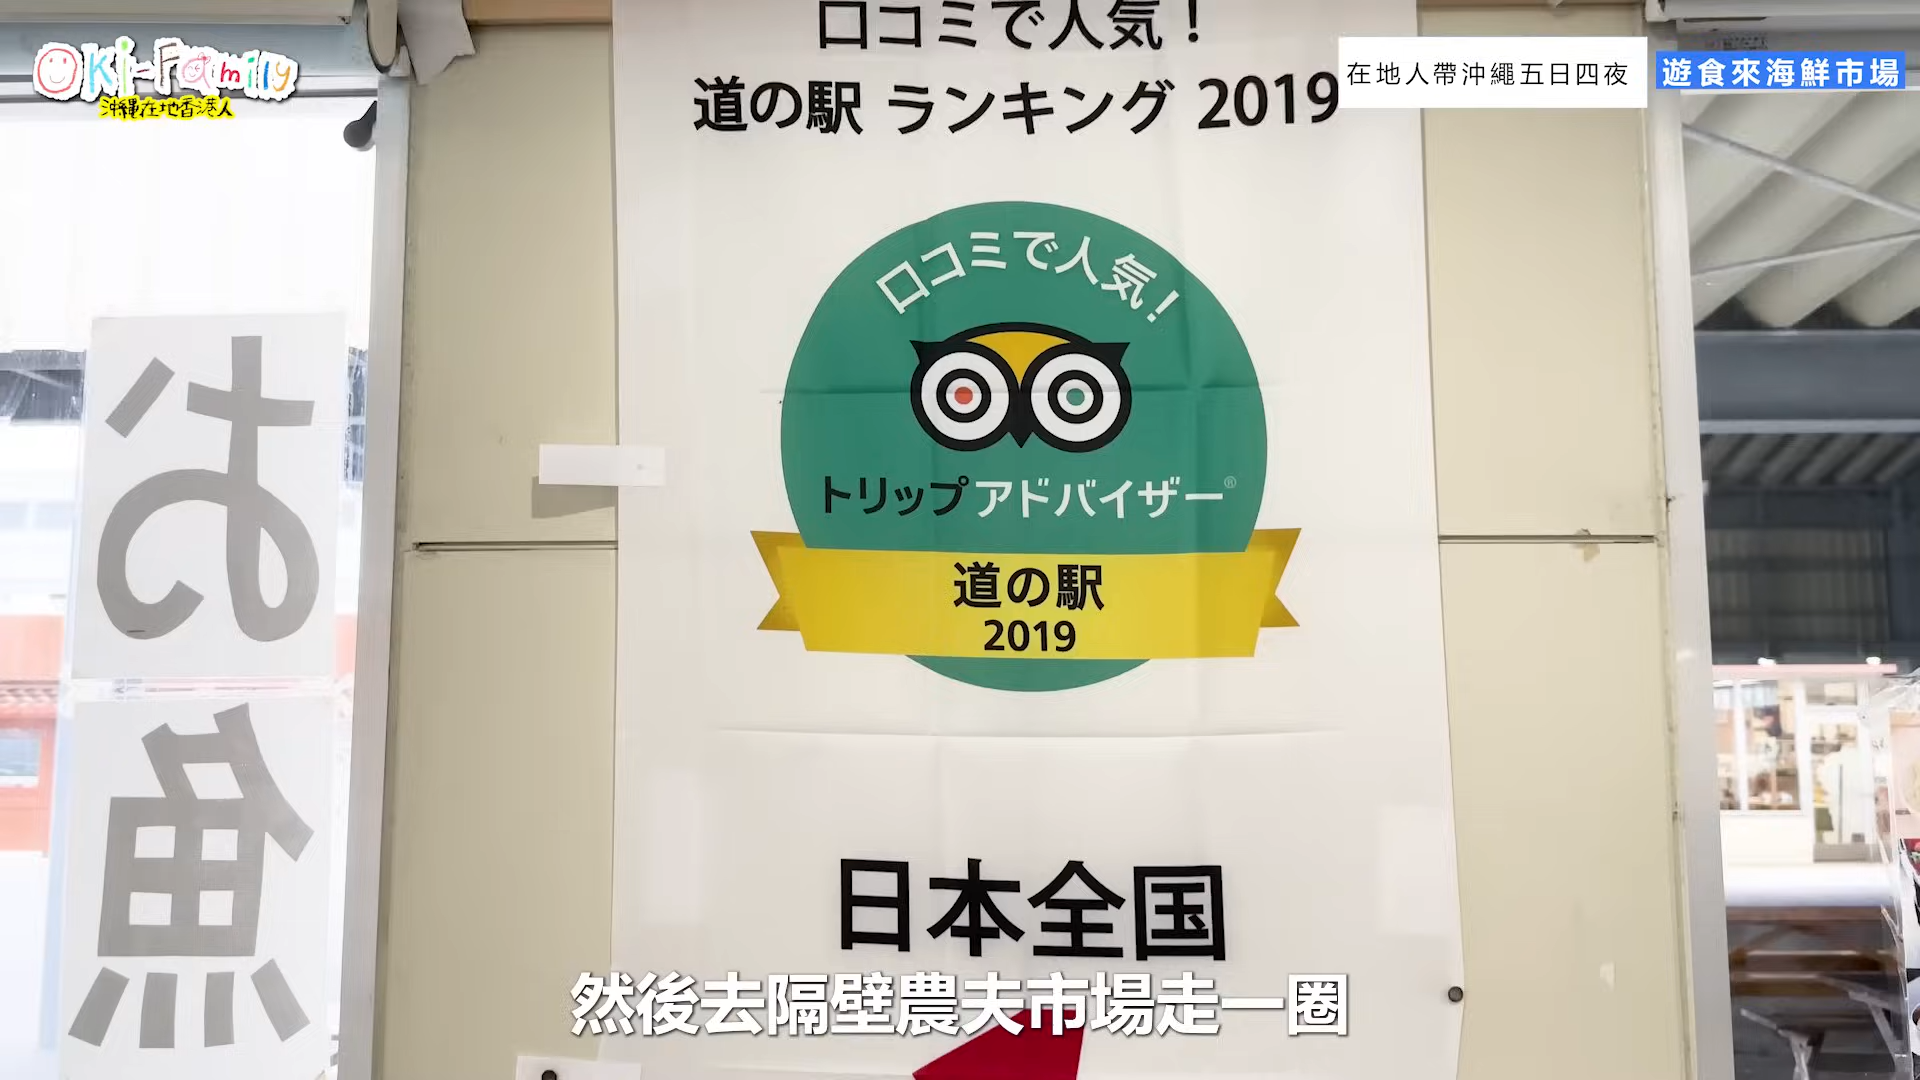 Oki-Family
沖縄在地香港人
在地人帶沖繩五日四夜
遊食來海鮮市場
口コミで人気！
道の駅 ランキング 2019
口コミで人気！
トリップアドバイザー®
道の駅
2019
日本全国
お魚
然後去隔壁農夫市場走一圈